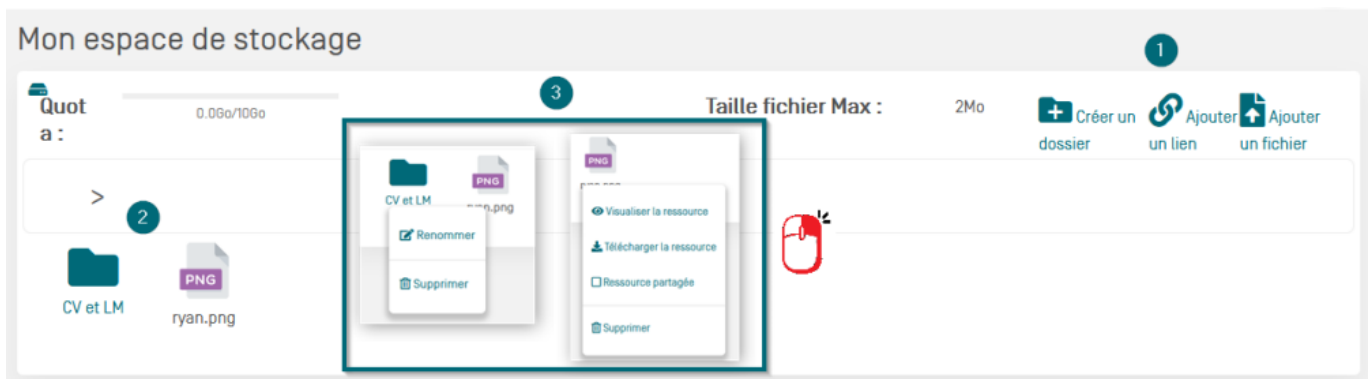 Mon espace de stockage
1
Quot
a :
0.0Go/10Go
3
Taille fichier Max :
2Mo
Créer un
dossier
Ajouter
un lien
Ajouter
un fichier
>
2
PNG
CV et LM
ryan.png
PNG
CV et LM
Renommer
Supprimer
PNG
Visualiser la ressource
Télécharger la ressource
Ressource partagée
Supprimer